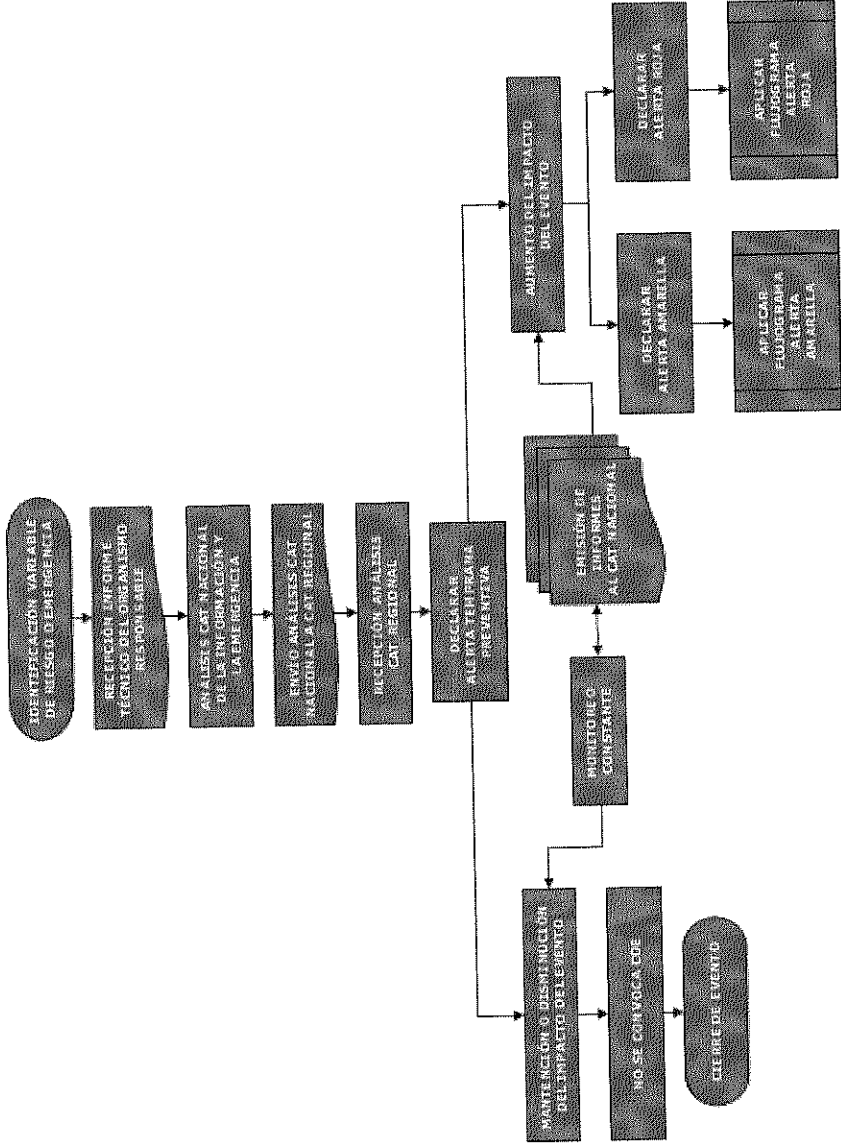 IDENTIFICACIÓN VARIABLE
DE RIESGO O EMERGENCIA
RECEPCIÓN INFORME
TÉCNICO DEL ORGANISMO
RESPONSABLE
ANÁLISIS CAT NACIONAL
DE LA INFORMACIÓN Y
LA EMERGENCIA
ENVÍO ANÁLISIS CAT
NACIONAL A CAT REGIONAL
RECEPCIÓN ANÁLISIS
CAT REGIONAL
DECLARAR
ALERTA TEMPRANA
PREVENTIVA
MANTENCIÓN O DISMINUCIÓN
DEL IMPACTO DEL EVENTO
NO SE CONVOCA COE
CIERRE DE EVENTO
MONITOREO
CONSTANTE
EMISIÓN DE
INFORMES
AL CAT NACIONAL
AUMENTO DEL IMPACTO
DEL EVENTO
DECLARAR
ALERTA AMARILLA
APLICAR
FLUJOGRAMA
ALERTA
AMARILLA
DECLARAR
ALERTA ROJA
APLICAR
FLUJOGRAMA
ALERTA
ROJA